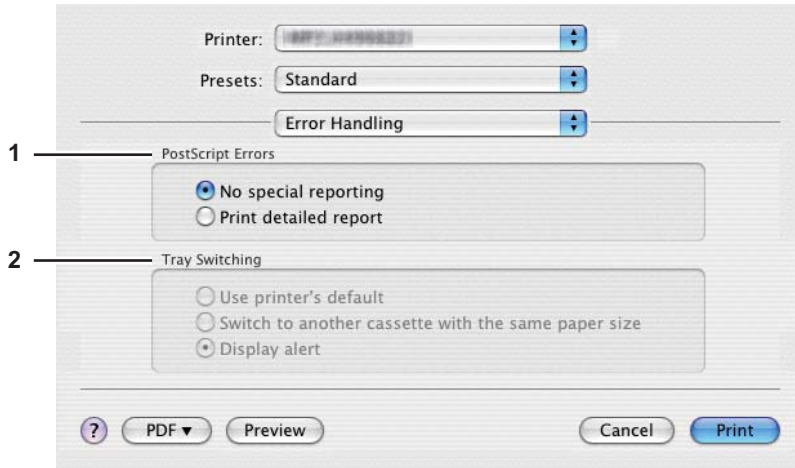 Printer:
Presets: Standard
Error Handling
1
PostScript Errors
No special reporting
Print detailed report
2
Tray Switching
Use printer's default
Switch to another cassette with the same paper size
Display alert
? PDF▼ Preview Cancel Print